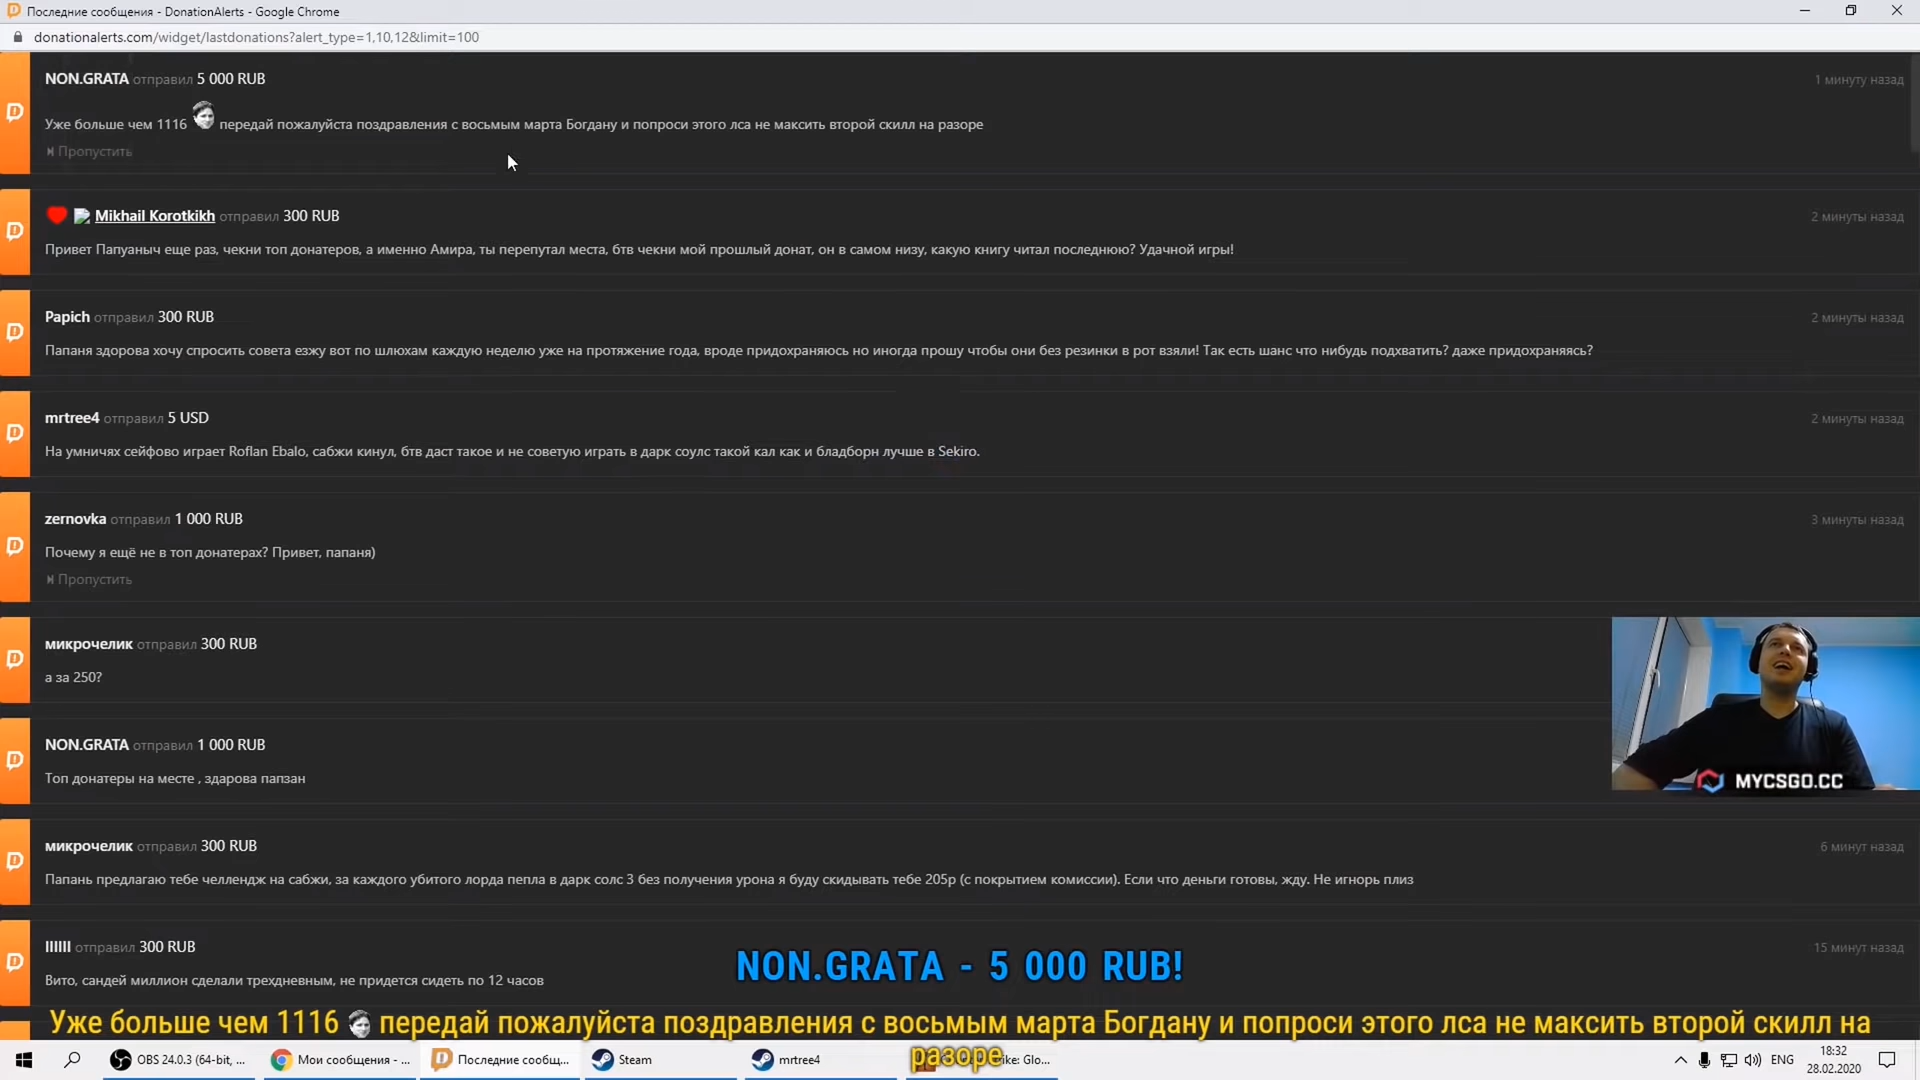 Последние сообщения - DonationAlerts - Google Chrome
donationalerts.com/widget/lastdonations?alert_type=1,10,12&limit=100
NON.GRATA отправил 5 000 RUB
1 минуту назад
Уже больше чем 1116 передай пожалуйста поздравления с восьмым марта Богдану и попроси этого лса не максить второй скилл на разоре
Пропустить
Mikhail Korotkikh отправил 300 RUB
2 минуты назад
Привет Папуаныч еще раз, чекни топ донатеров, а именно Амира, ты перепутал места, бтв чекни мой прошлый донат, он в самом низу, какую книгу читал последнюю? Удачной игры!
Papich отправил 300 RUB
2 минуты назад
Папаня здорова хочу спросить совета езжу вот по шлюхам каждую неделю уже на протяжение года, вроде придохраняюсь но иногда прошу чтобы они без резинки в рот взяли! Так есть шанс что нибудь подхватить? даже придохраняясь?
mrtree4 отправил 5 USD
2 минуты назад
На умничях сейфово играет Roflan Ebalo, сабжи кинул, бтв даст такое и не советую играть в дарк соулс такой кал как и бладборн лучше в Sekiro.
zernovka отправил 1 000 RUB
3 минуты назад
Почему я ещё не в топ донатерах? Привет, папаня)
Пропустить
микрочелик отправил 300 RUB
а за 250?
NON.GRATA отправил 1 000 RUB
Топ донатеры на месте , здарова папзан
MYCSGO.CC
микрочелик отправил 300 RUB
6 минут назад
Папань предлагаю тебе челлендж на сабжи, за каждого убитого лорда пепла в дарк солс 3 без получения урона я буду скидывать тебе 205р (с покрытием комиссии). Если что деньги готовы, жду. Не игнорь плиз
IIIIII отправил 300 RUB
15 минут назад
Вито, сандей миллион сделали трехдневным, не придется сидеть по 12 часов
NON.GRATA - 5 000 RUB!
Уже больше чем 1116 передай пожалуйста поздравления с восьмым марта Богдану и попроси этого лса не максить второй скилл на
разоре
OBS 24.0.3 (64-bit, ...
Мои сообщения - ...
Последние сообщ...
Steam
mrtree4
ike: Glo...
ENG
18:32
28.02.2020